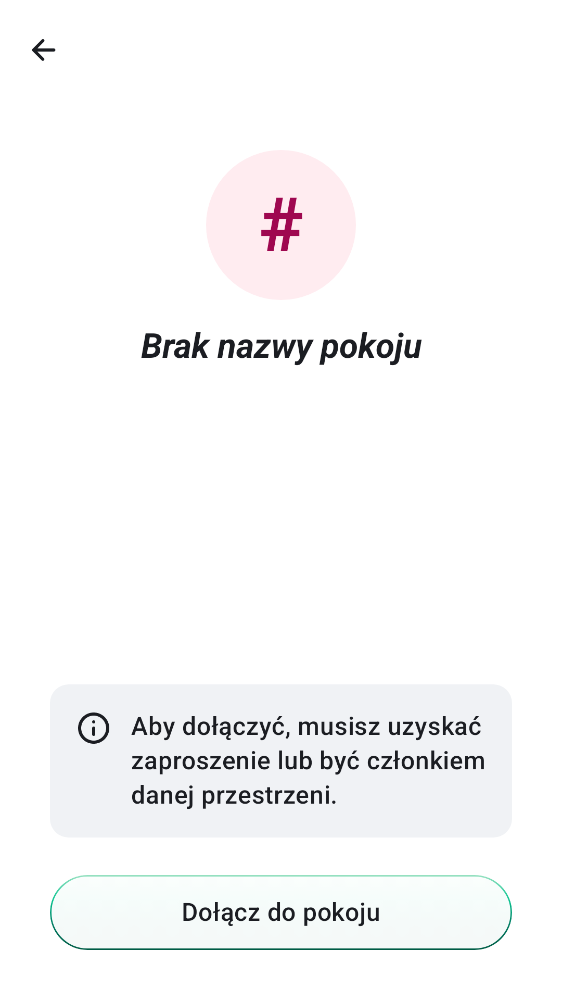 #
Brak nazwy pokoju
Aby dołączyć, musisz uzyskać
zaproszenie lub być członkiem
danej przestrzeni.
Dołącz do pokoju